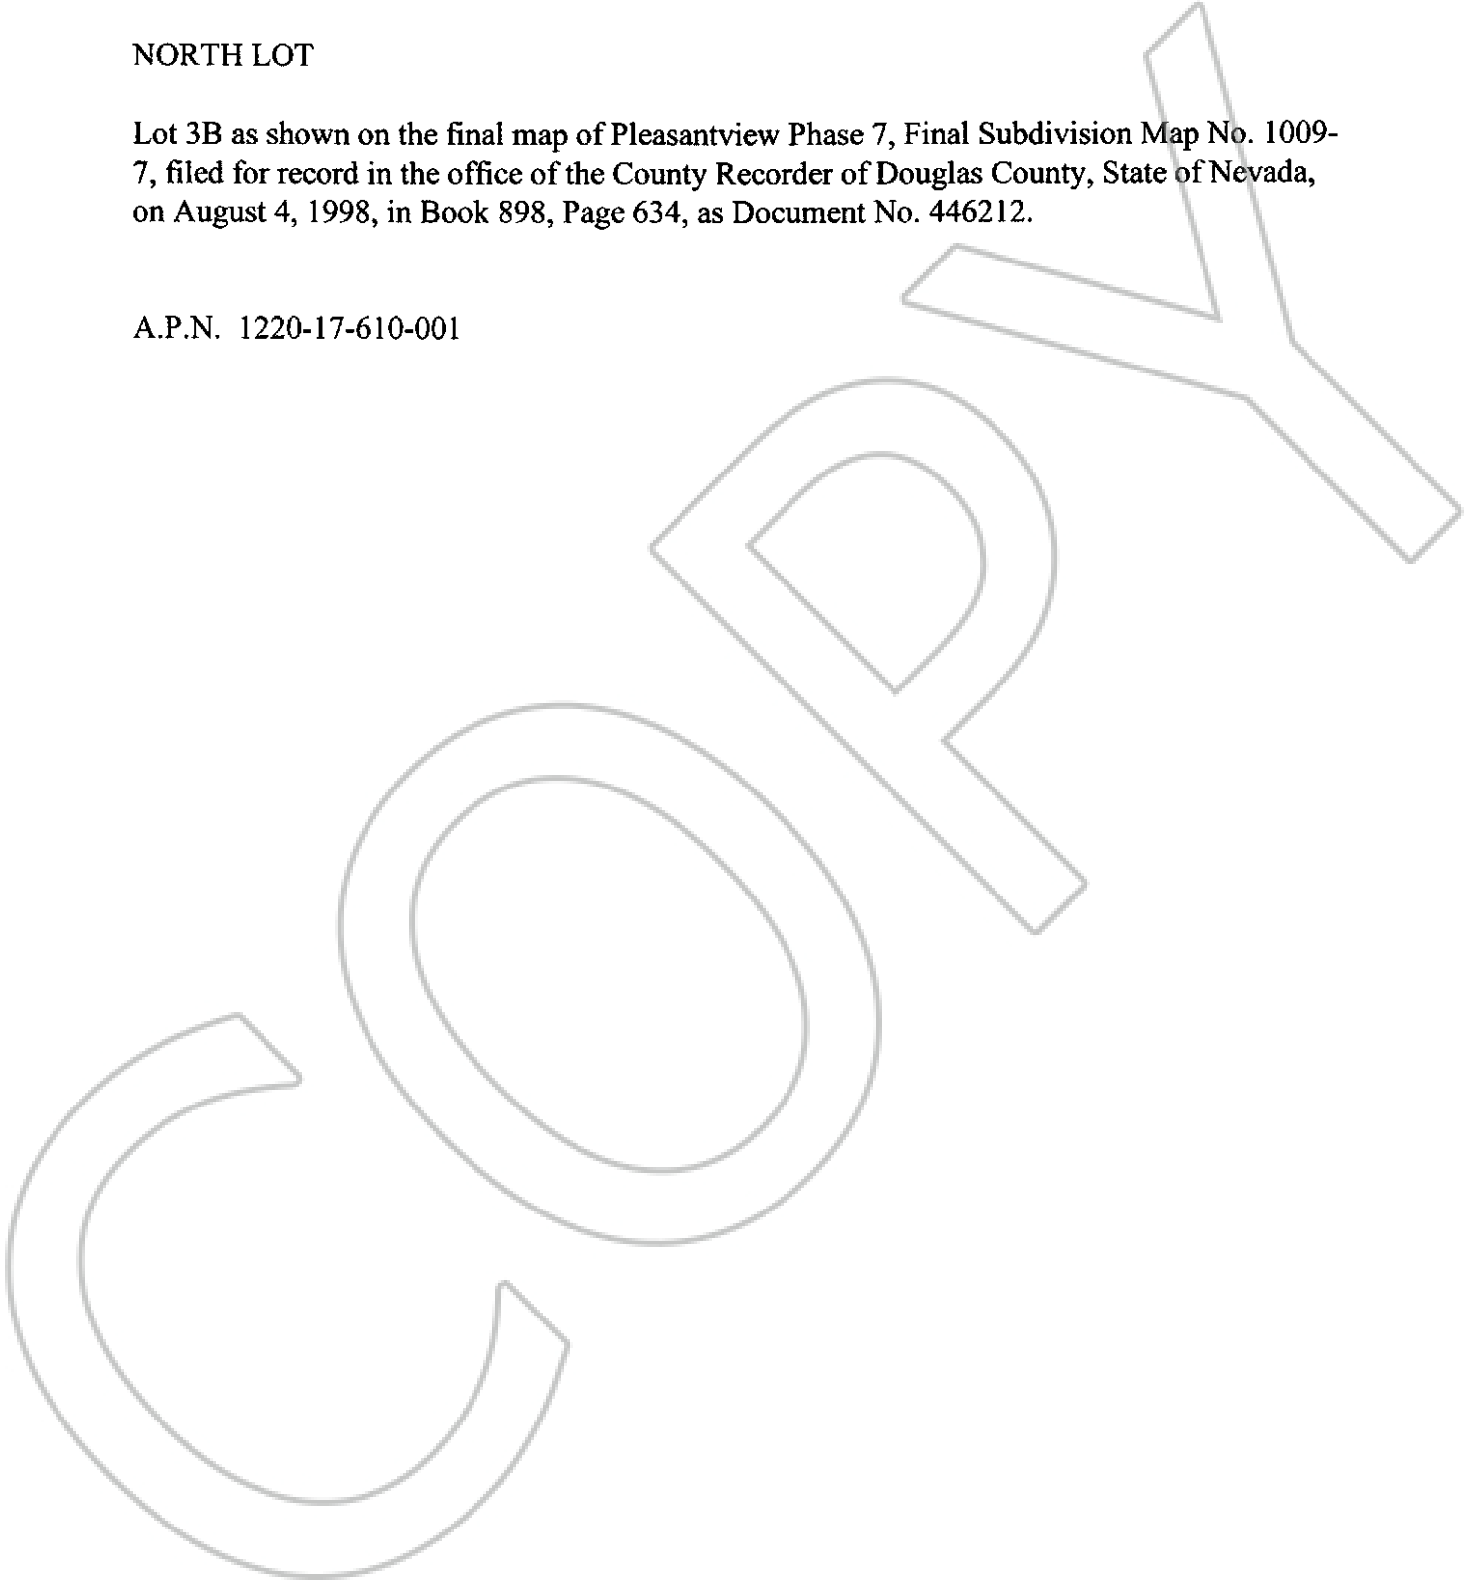 NORTH LOT
Lot 3B as shown on the final map of Pleasantview Phase 7, Final Subdivision Map No. 1009-
7, filed for record in the office of the County Recorder of Douglas County, State of Nevada,
on August 4, 1998, in Book 898, Page 634, as Document No. 446212.
A.P.N. 1220-17-610-001
COPY